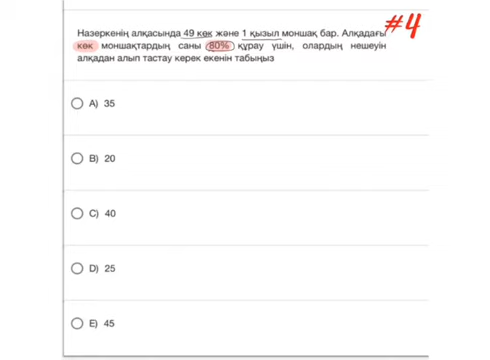 #4
Назеркенің алқасында 49 көк және 1 қызыл моншақ бар. Алқадағы
көк моншақтардың саны 80% құрау үшін, олардың нешеуін
алқадан алып тастау керек екенін табыңыз
A) 35
B) 20
C) 40
D) 25
E) 45